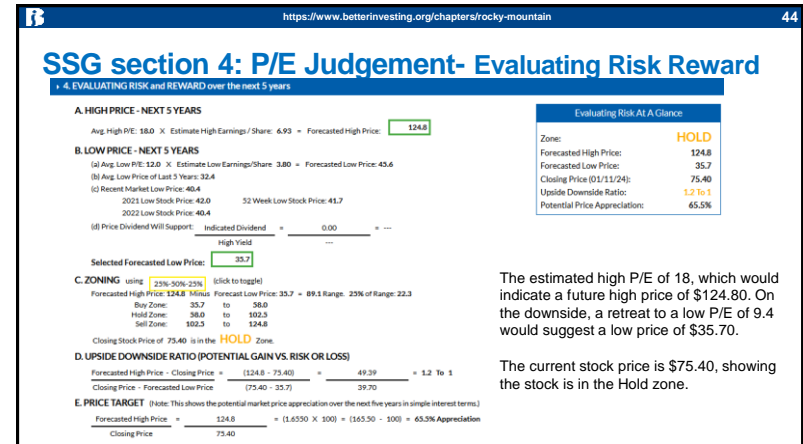 https://www.betterinvesting.org/chapters/rocky-mountain
44
SSG section 4: P/E Judgement- Evaluating Risk Reward
4. EVALUATING RISK and REWARD over the next 5 years
A. HIGH PRICE - NEXT 5 YEARS
Avg. High P/E: 18.0 X Estimate High Earnings / Share: 6.93 = Forecasted High Price: 124.8
B. LOW PRICE - NEXT 5 YEARS
(a) Avg. Low P/E: 12.0 X Estimate Low Earnings/Share 3.80 = Forecasted Low Price: 45.6
(b) Avg. Low Price of Last 5 Years: 32.4
(c) Recent Market Low Price: 40.4
2021 Low Stock Price: 42.0 52 Week Low Stock Price: 41.7
2022 Low Stock Price: 40.4
(d) Price Dividend Will Support: Indicated Dividend = 0.00 = ---
High Yield ---
Selected Forecasted Low Price: 35.7
C. ZONING using 25%-50%-25% (click to toggle)
Forecasted High Price: 124.8 Minus Forecast Low Price: 35.7 = 89.1 Range. 25% of Range: 22.3
Buy Zone: 35.7 to 58.0
Hold Zone: 58.0 to 102.5
Sell Zone: 102.5 to 124.8
Closing Stock Price of 75.40 is in the HOLD Zone.
D. UPSIDE DOWNSIDE RATIO (POTENTIAL GAIN VS. RISK OR LOSS)
Forecasted High Price - Closing Price = (124.8 - 75.40) = 49.39 = 1.2 To 1
Closing Price - Forecasted Low Price (75.40 - 35.7) 39.70
E. PRICE TARGET (Note: This shows the potential market price appreciation over the next five years in simple interest terms.)
Forecasted High Price = 124.8 = (1.6550 X 100) = (165.50 - 100) = 65.5% Appreciation
Closing Price 75.40
Evaluating Risk At A Glance
Zone: HOLD
Forecasted High Price: 124.8
Forecasted Low Price: 35.7
Closing Price (01/11/24): 75.40
Upside Downside Ratio: 1.2 To 1
Potential Price Appreciation: 65.5%
The estimated high P/E of 18, which would
indicate a future high price of $124.80. On
the downside, a retreat to a low P/E of 9.4
would suggest a low price of $35.70.
The current stock price is $75.40, showing
the stock is in the Hold zone.